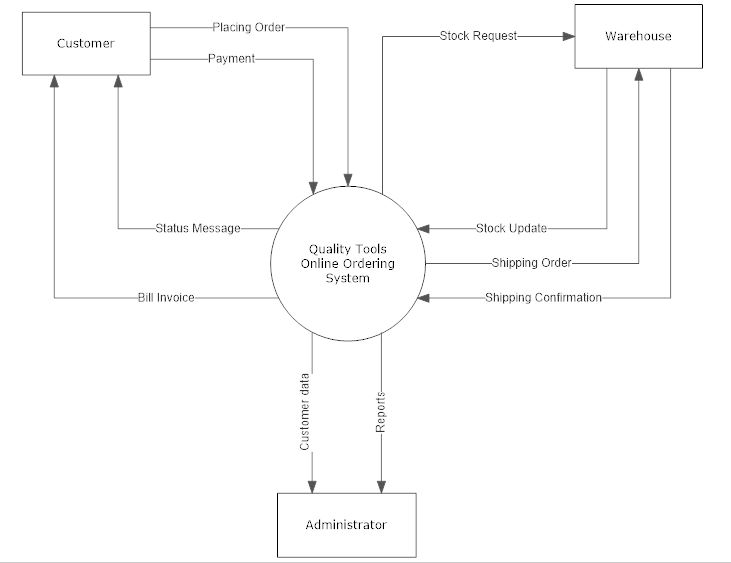 Customer
Placing Order
Payment
Stock Request
Warehouse
Status Message
Bill Invoice
Quality Tools
Online Ordering
System
Stock Update
Shipping Order
Shipping Confirmation
Customer data
Reports
Administrator